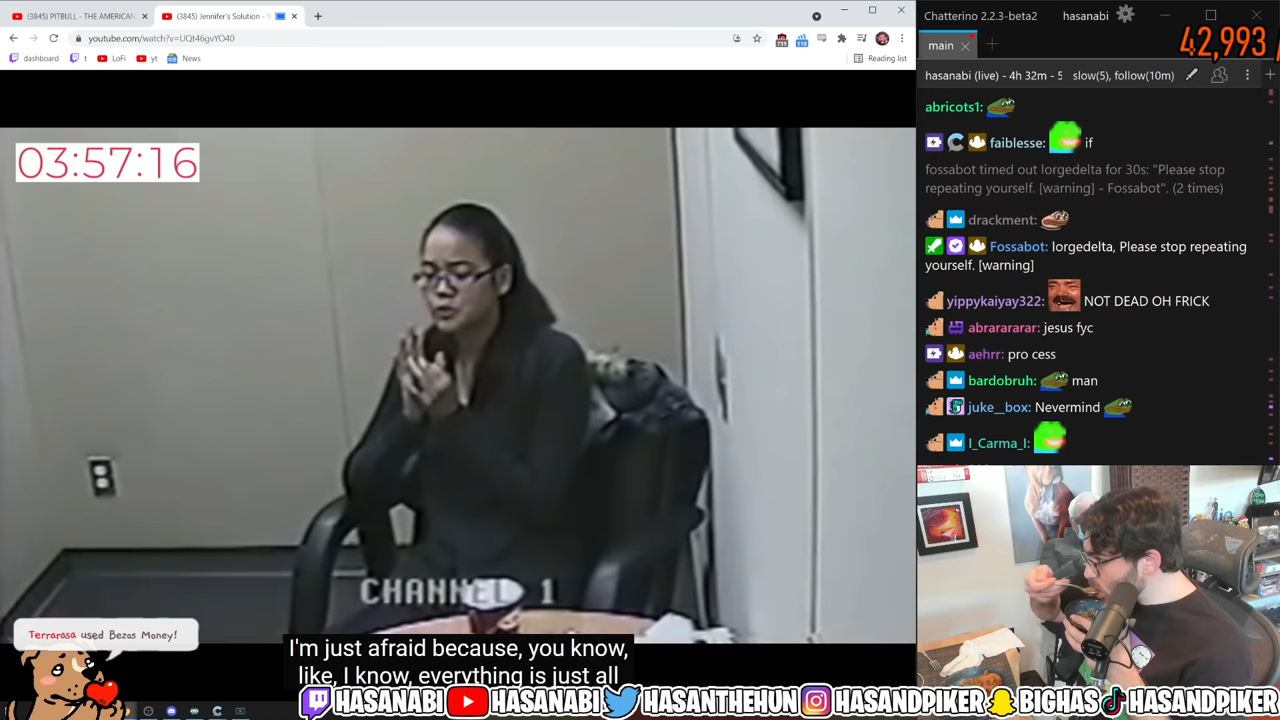 (3845) PITBULL - THE AMERICAN
(3845) Jennifer's Solution - Y
youtube.com/watch?v=UQt46gvYO40
dashboard
t
LoFi
yt
News
Reading list
03:57:16
CHANNEL 1
Terrarasa used Bezos Money!
I'm just afraid because, you know,
like, I know, everything is just all
HASANABI
HASANABI
HASANTHEHUN
HASANDPIKER
BIGHAS
HASANDPIKER
Chatterino 2.2.3-beta2
hasanabi
42,993 /
main
hasanabi (live) - 4h 32m - 5
slow(5), follow(10m)
abricots1:
faiblesse: if
fossabot timed out lorgedelta for 30s: "Please stop
repeating yourself. [warning] - Fossabot". (2 times)
drackment:
Fossabot: lorgedelta, Please stop repeating
yourself. [warning]
yippykaiyay322: NOT DEAD OH FRICK
abrarararar: jesus fyc
aehrr: pro cess
bardobruh: man
juke__box: Nevermind
I_Carma_I: